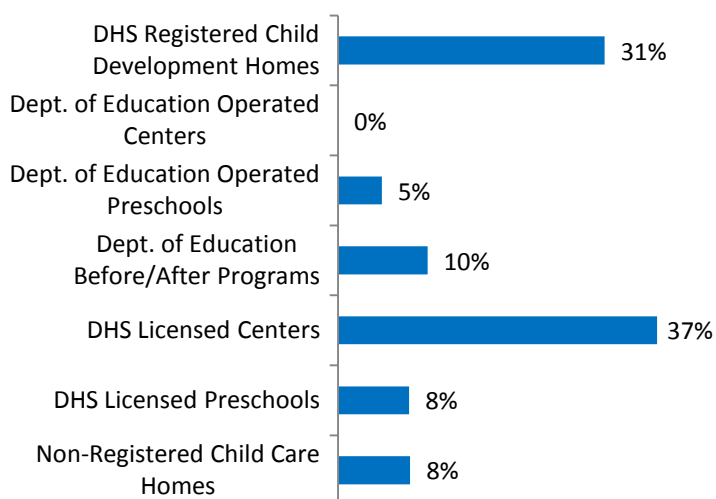 DHS Registered Child
Development Homes
31%
Dept. of Education Operated
Centers
0%
Dept. of Education Operated
Preschools
5%
Dept. of Education
Before/After Programs
10%
DHS Licensed Centers
37%
DHS Licensed Preschools
8%
Non-Registered Child Care
Homes
8%